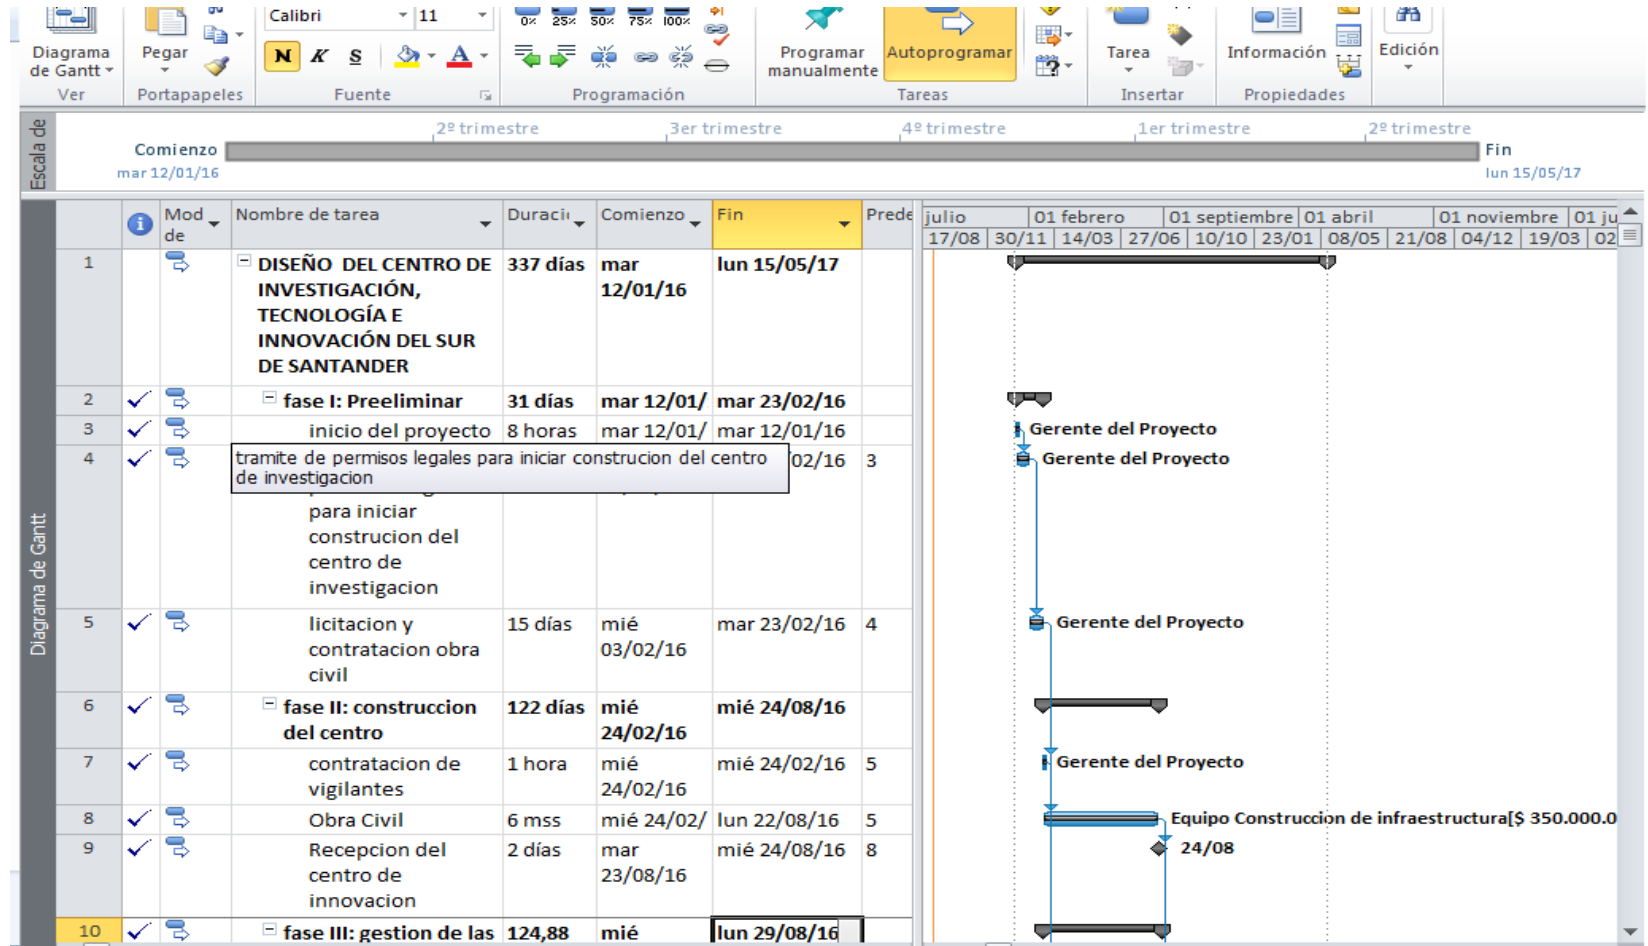 Calibri 11 0% 25% 50% 75% 100%
Diagrama de Gantt Pegar N K S A Programar manualmente Autoprogramar Tarea Información Edición
Ver Portapapeles Fuente Programación Tareas Insertar Propiedades
Escala de
2º trimestre 3er trimestre 4º trimestre 1er trimestre 2º trimestre
Comienzo Fin
mar 12/01/16 lun 15/05/17
Diagrama de Gantt
Mod de Nombre de tarea Duraci Comienzo Fin Prede
julio 01 febrero 01 septiembre 01 abril 01 noviembre 01 ju
17/08 30/11 14/03 27/06 10/10 23/01 08/05 21/08 04/12 19/03 02
1 DISEÑO DEL CENTRO DE 337 días mar lun 15/05/17
INVESTIGACIÓN, 12/01/16
TECNOLOGÍA E
INNOVACIÓN DEL SUR
DE SANTANDER
2 fase I: Preeliminar 31 días mar 12/01/ mar 23/02/16
3 inicio del proyecto 8 horas mar 12/01/ mar 12/01/16 Gerente del Proyecto
4 tramite de permisos legales para iniciar construcion del centro 02/16 3 Gerente del Proyecto
de investigacion
para iniciar
construcion del
centro de
investigacion
5 licitacion y 15 días mié mar 23/02/16 4 Gerente del Proyecto
contratacion obra 03/02/16
civil
6 fase II: construccion 122 días mié mié 24/08/16
del centro 24/02/16
7 contratacion de 1 hora mié mié 24/02/16 5 Gerente del Proyecto
vigilantes 24/02/16
8 Obra Civil 6 mss mié 24/02/ lun 22/08/16 5 Equipo Construccion de infraestructura[$ 350.000.0
9 Recepcion del 2 días mar mié 24/08/16 8 24/08
centro de 23/08/16
innovacion
10 fase III: gestion de las 124,88 mié lun 29/08/16